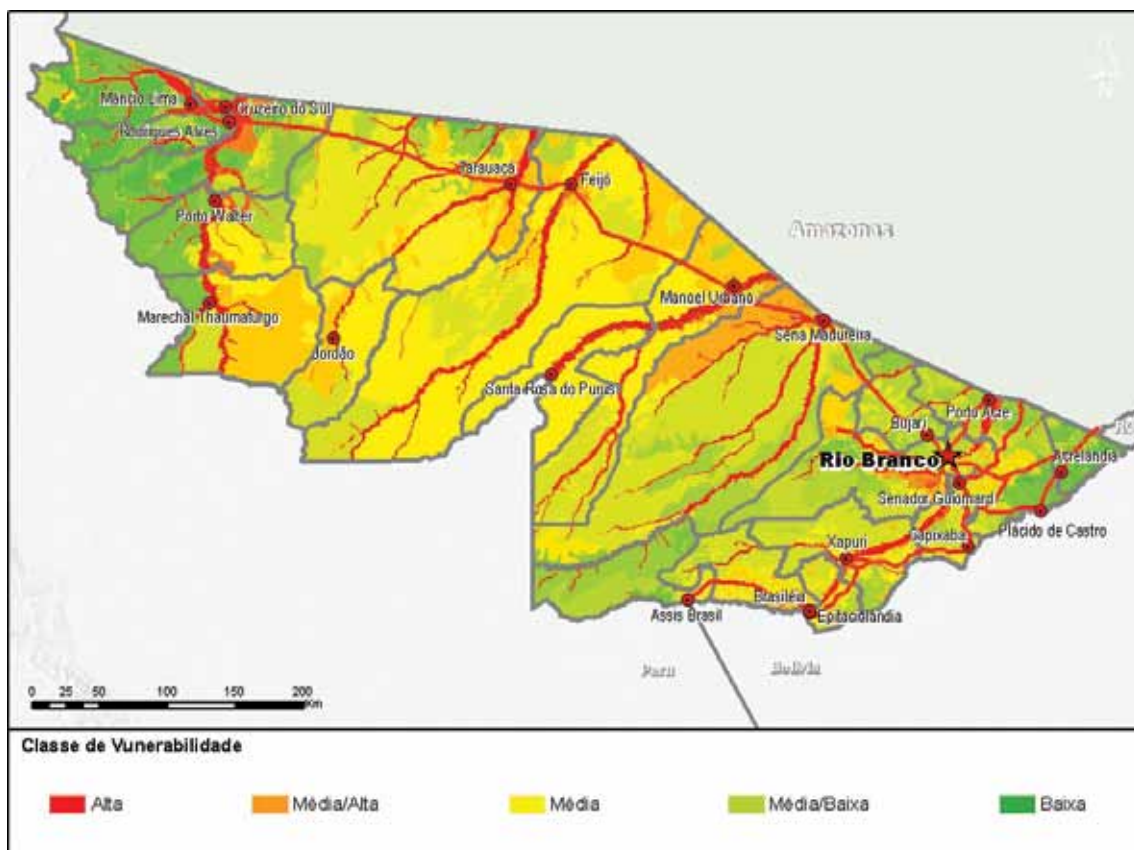 N
Mâncio Lima
Cruzeiro do Sul
Rodrigues Alves
Tarauacá
Feijó
Porto Walter
Amazonas
Manoel Urbano
Marechal Thaumaturgo
Jordão
Sena Madureira
Santa Rosa do Purus
Porto Acre
Bujari
Rio Branco
Acrelândia
Senador Guiomard
Plácido de Castro
Xapuri
Capixaba
Brasiléia
Assis Brasil
Epitaciolândia
Peru
Bolívia
0 25 50 100 150 200
Km
Classe de Vunerabilidade
Alta Média/Alta Média Média/Baixa Baixa